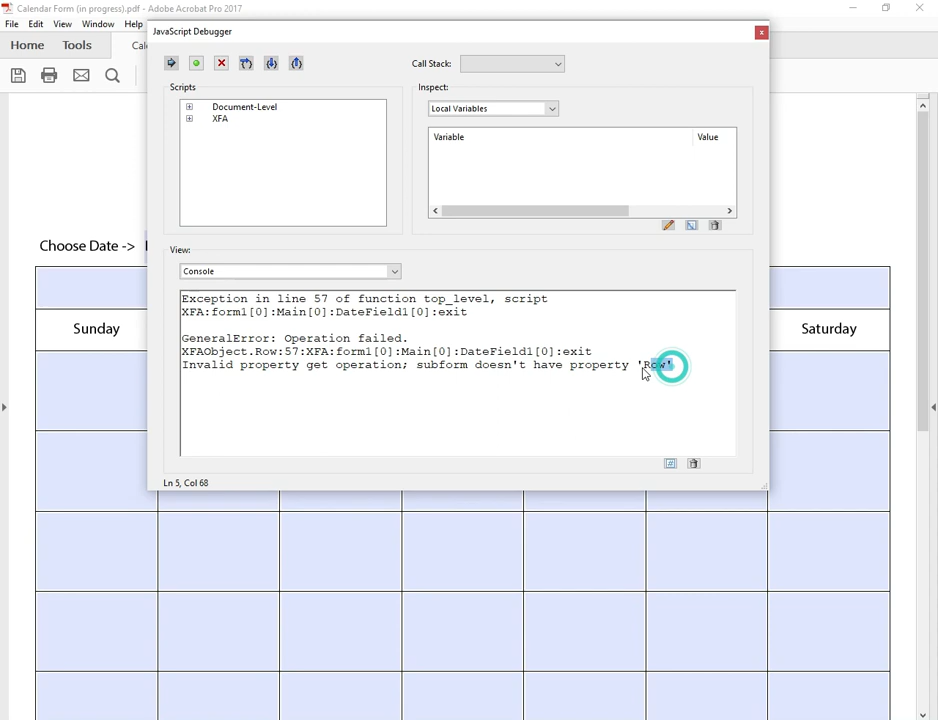 Calendar Form (in progress).pdf - Adobe Acrobat Pro 2017
File Edit View Window Help
Home Tools
JavaScript Debugger
x
Call Stack:
Scripts
Inspect:
Document-Level
XFA
Local Variables
Variable Value
View:
Console
Exception in line 57 of function top_level, script
XFA:form1[0]:Main[0]:DateField1[0]:exit
GeneralError: Operation failed.
XFAObject.Row:57:XFA:form1[0]:Main[0]:DateField1[0]:exit
Invalid property get operation; subform doesn't have property 'Row'
Ln 5, Col 68
Choose Date ->
Sunday Saturday